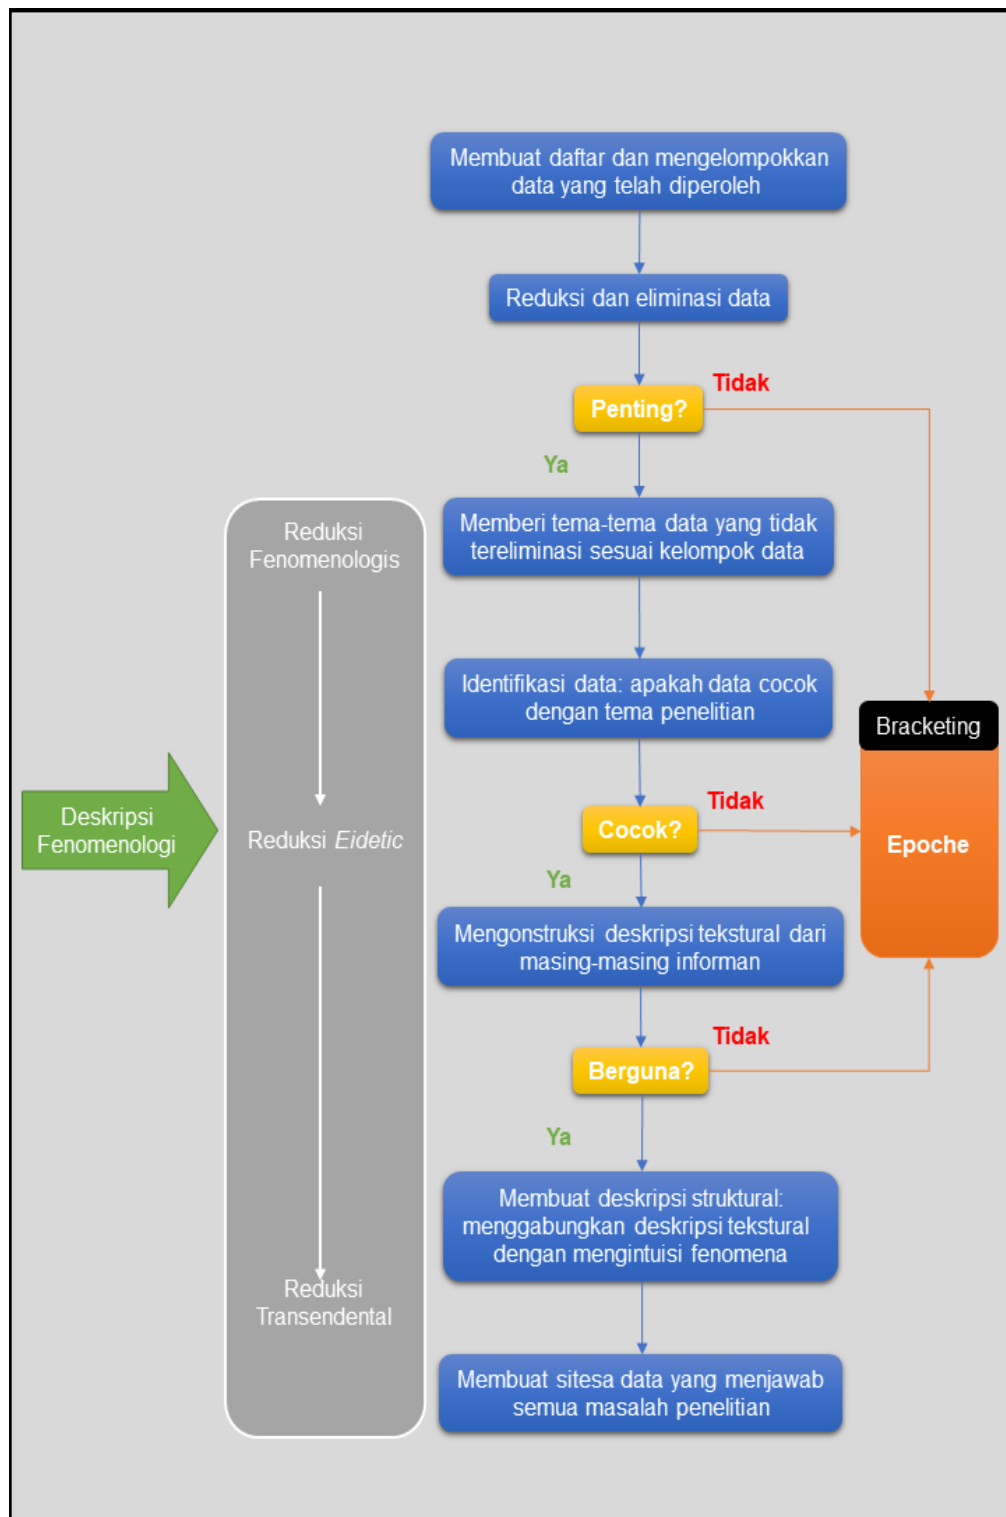 Membuat daftar dan mengelompokkan
data yang telah diperoleh
Reduksi dan eliminasi data
Tidak
Penting?
Ya
Memberi tema-tema data yang tidak
tereliminasi sesuai kelompok data
Reduksi
Fenomenologis
Identifikasi data: apakah data cocok
dengan tema penelitian
Bracketing
Tidak
Cocok?
Deskripsi
Fenomenologi
Reduksi Eidetic
Epoche
Ya
Mengonstruksi deskripsi tekstural dari
masing-masing informan
Tidak
Berguna?
Ya
Membuat deskripsi struktural:
menggabungkan deskripsi tekstural
dengan mengintuisi fenomena
Reduksi
Transendental
Membuat sitesa data yang menjawab
semua masalah penelitian